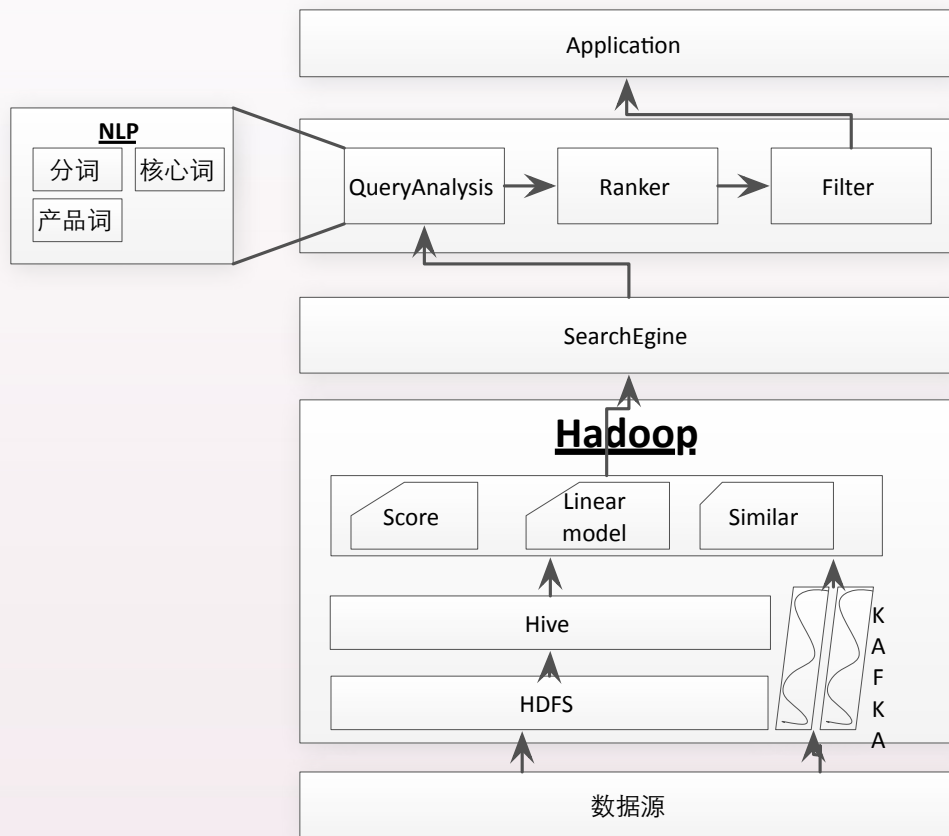 Application
NLP
分词
核心词
产品词
QueryAnalysis
Ranker
Filter
SearchEgine
Hadoop
Score
Linear
model
Similar
Hive
HDFS
K
A
F
K
A
数据源